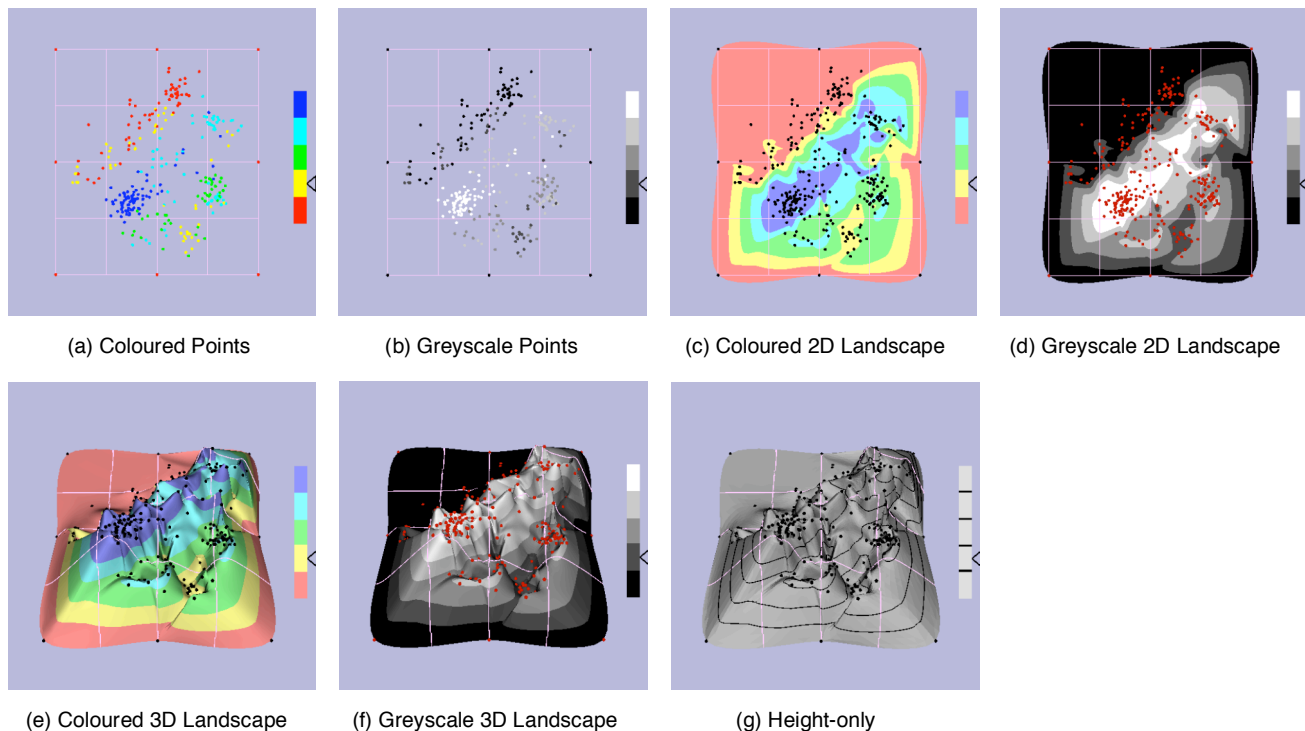 (a) Coloured Points
(b) Greyscale Points
(c) Coloured 2D Landscape
(d) Greyscale 2D Landscape
(e) Coloured 3D Landscape
(f) Greyscale 3D Landscape
(g) Height-only